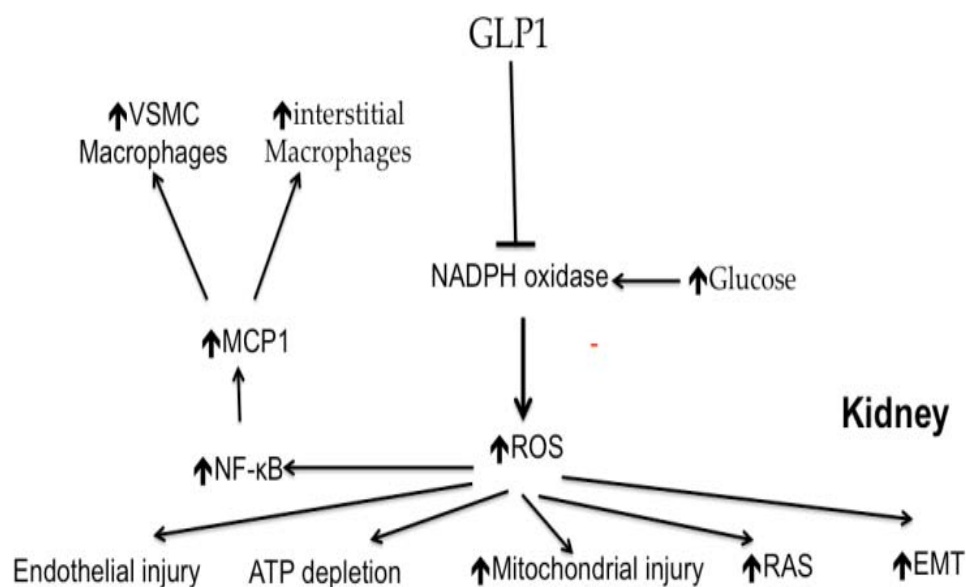 GLP1
↑VSMC
Macrophages
↑interstitial
Macrophages
NADPH oxidase
↑Glucose
↑MCP1
Kidney
↑ROS
↑NF-κB
Endothelial injury
ATP depletion
↑Mitochondrial injury
↑RAS
↑EMT